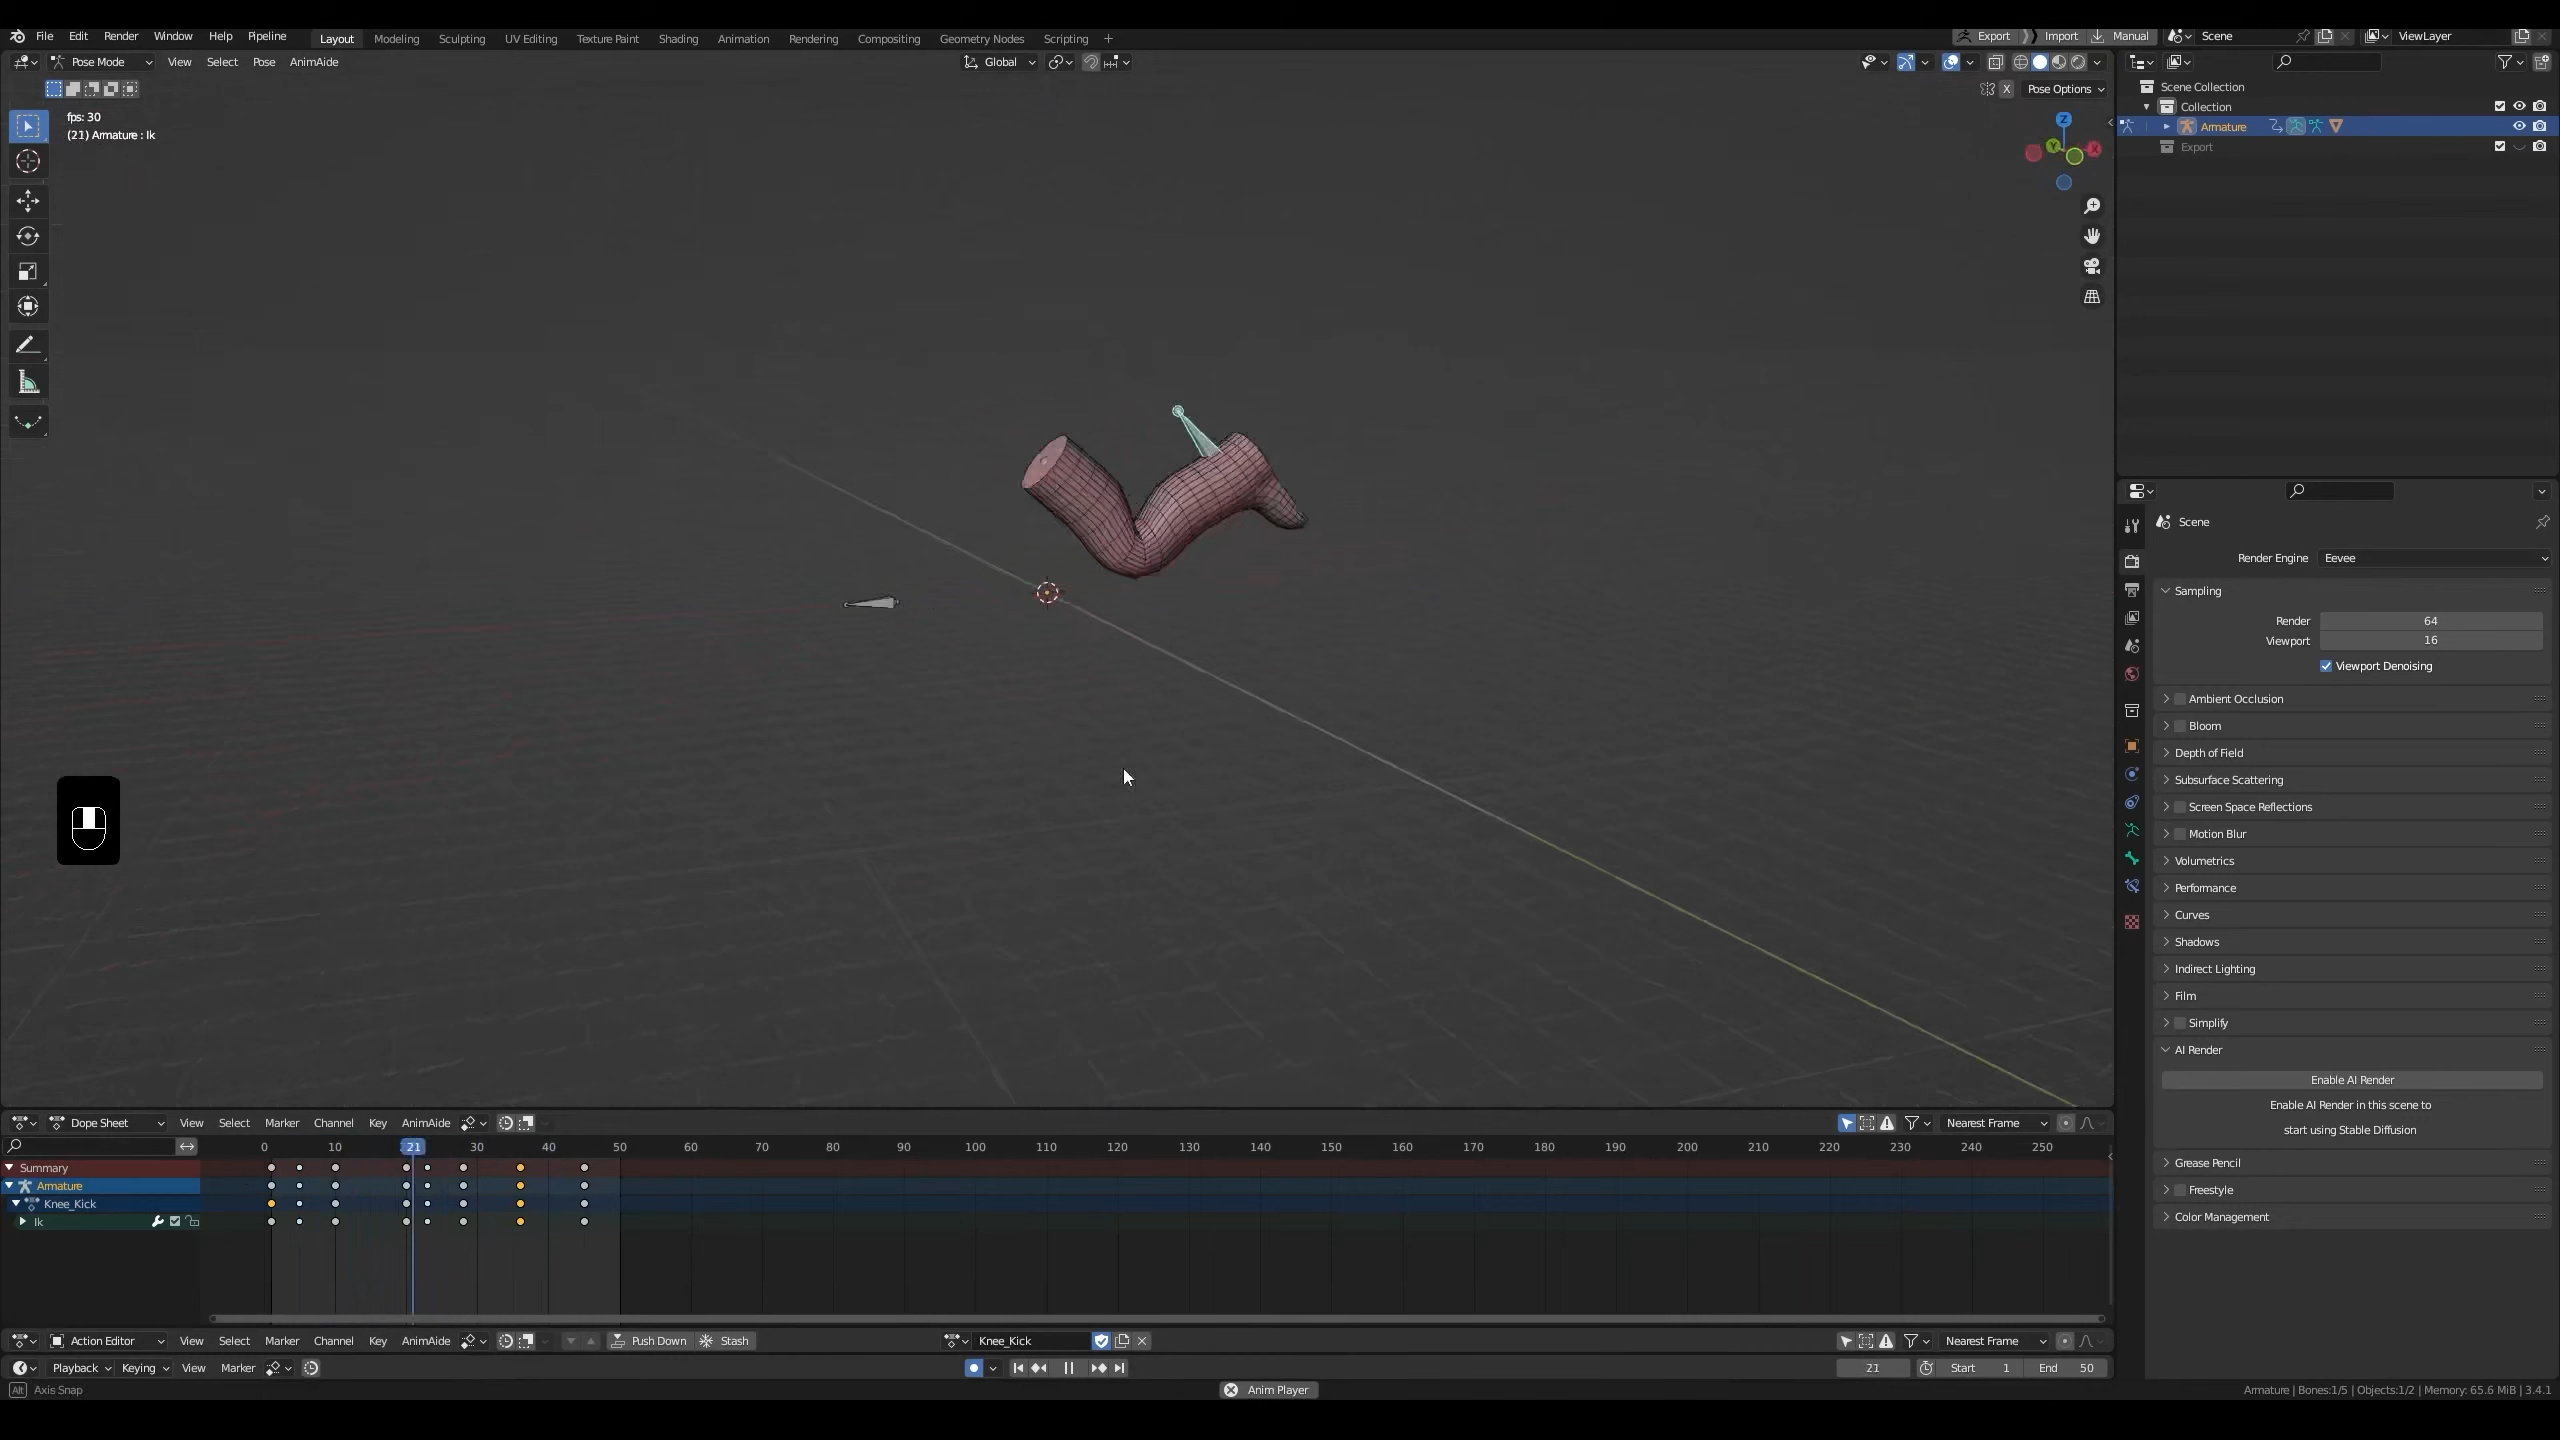 File Edit Render Window Help Pipeline Layout Modeling Sculpting UV Editing Texture Paint Shading Animation Rendering Compositing Geometry Nodes Scripting + Export Import Manual Scene ViewLayer
Pose Mode View Select Pose AnimAide Global
X Pose Options
fps: 30
(21) Armature : Ik
Z
Y
X
Scene Collection
Collection
Armature
Export
Scene
Render Engine Eevee
Sampling
Render 64
Viewport 16
Viewport Denoising
Ambient Occlusion
Bloom
Depth of Field
Subsurface Scattering
Screen Space Reflections
Motion Blur
Volumetrics
Performance
Curves
Shadows
Indirect Lighting
Film
Simplify
AI Render
Enable AI Render
Enable AI Render in this scene to
start using Stable Diffusion
Grease Pencil
Freestyle
Color Management
Dope Sheet View Select Marker Channel Key AnimAide Nearest Frame
0 10 21 30 40 50 60 70 80 90 100 110 120 130 140 150 160 170 180 190 200 210 220 230 240 250
Summary
Armature
Knee_Kick
Ik
Action Editor View Select Marker Channel Key AnimAide Push Down Stash Knee_Kick Nearest Frame
Playback Keying View Marker 21 Start 1 End 50
Alt Axis Snap Anim Player Armature | Bones:1/5 | Objects:1/2 | Memory: 65.6 MiB | 3.4.1